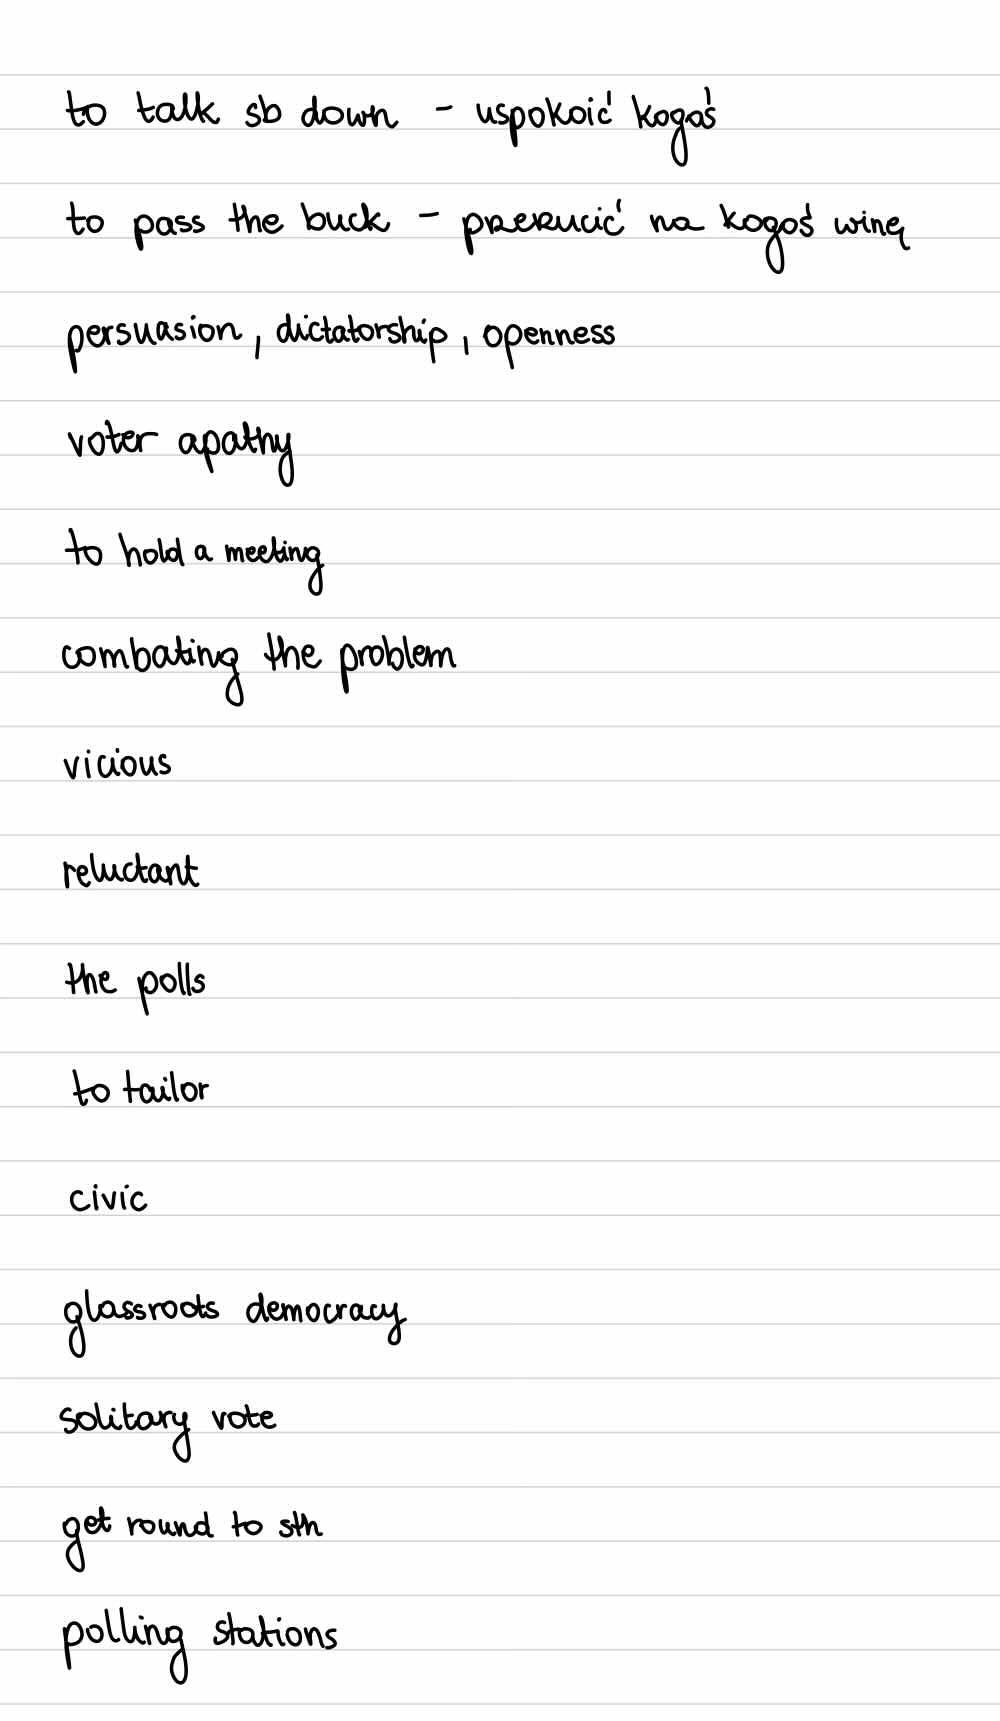 to talk sb down - uspokoić kogoś
to pass the buck - przerzucić na kogoś winę
persuasion, dictatorship, openness
voter apathy
to hold a meeting
combating the problem
vicious
reluctant
the polls
to tailor
civic
glassroots democracy
solitary vote
get round to sth
polling stations